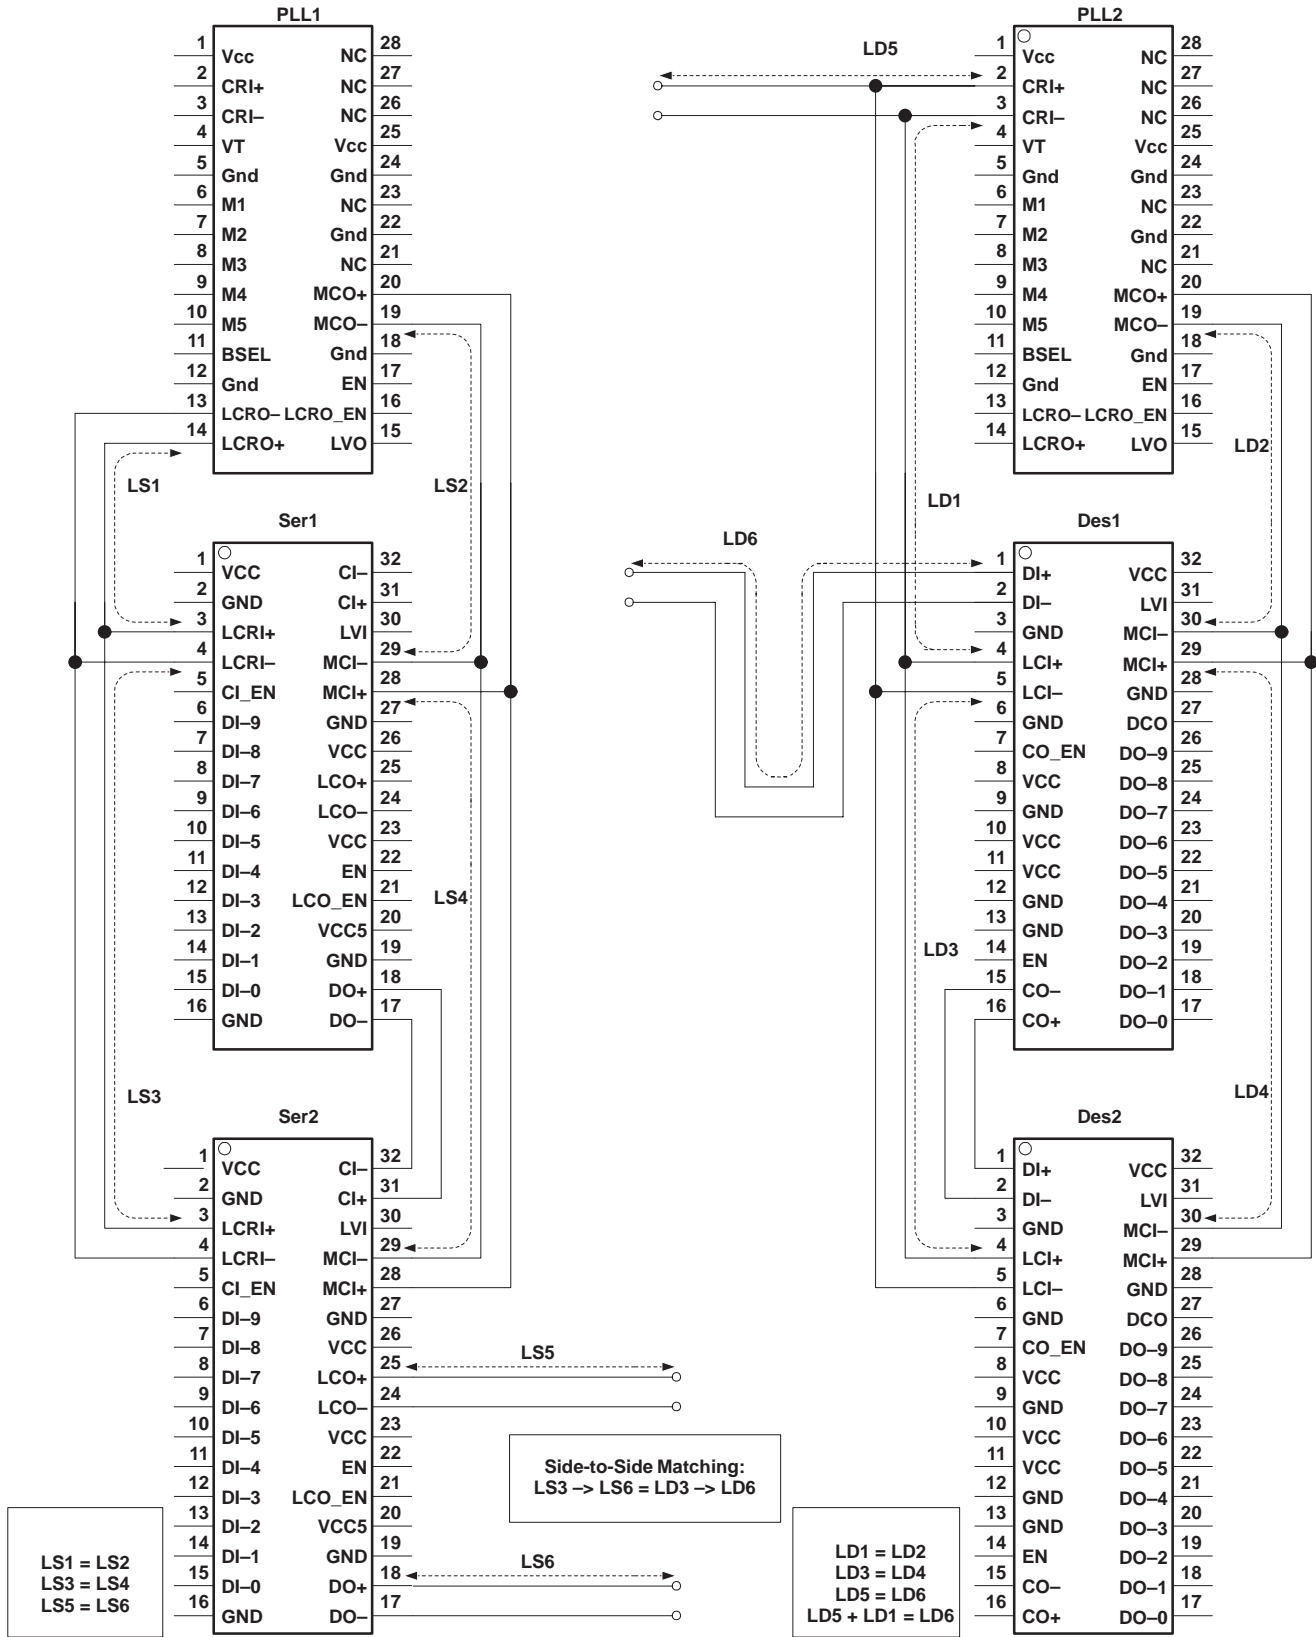 PLL1
1 Vcc NC 28
2 CRI+ NC 27
3 CRI– NC 26
4 VT Vcc 25
5 Gnd Gnd 24
6 M1 NC 23
7 M2 Gnd 22
8 M3 NC 21
9 M4 MCO+ 20
10 M5 MCO– 19
11 BSEL Gnd 18
12 Gnd EN 17
13 LCRO– LCRO_EN 16
14 LCRO+ LVO 15
LS1
LS2
Ser1
1 VCC CI– 32
2 GND CI+ 31
3 LCRI+ LVI 30
4 LCRI– MCI– 29
5 CI_EN MCI+ 28
6 DI–9 GND 27
7 DI–8 VCC 26
8 DI–7 LCO+ 25
9 DI–6 LCO– 24
10 DI–5 VCC 23
11 DI–4 EN 22
12 DI–3 LCO_EN 21
13 DI–2 VCC5 20
14 DI–1 GND 19
15 DI–0 DO+ 18
16 GND DO– 17
LS4
LS3
Ser2
1 VCC CI– 32
2 GND CI+ 31
3 LCRI+ LVI 30
4 LCRI– MCI– 29
5 CI_EN MCI+ 28
6 DI–9 GND 27
7 DI–8 VCC 26
8 DI–7 LCO+ 25
9 DI–6 LCO– 24
10 DI–5 VCC 23
11 DI–4 EN 22
12 DI–3 LCO_EN 21
13 DI–2 VCC5 20
14 DI–1 GND 19
15 DI–0 DO+ 18
16 GND DO– 17
LS5
LS6
LS1 = LS2
LS3 = LS4
LS5 = LS6
Side-to-Side Matching:
LS3 –> LS6 = LD3 –> LD6
PLL2
LD5
1 Vcc NC 28
2 CRI+ NC 27
3 CRI– NC 26
4 VT Vcc 25
5 Gnd Gnd 24
6 M1 NC 23
7 M2 Gnd 22
8 M3 NC 21
9 M4 MCO+ 20
10 M5 MCO– 19
11 BSEL Gnd 18
12 Gnd EN 17
13 LCRO– LCRO_EN 16
14 LCRO+ LVO 15
LD2
LD1
LD6
Des1
1 DI+ VCC 32
2 DI– LVI 31
3 GND MCI– 30
4 LCI+ MCI+ 29
5 LCI– GND 28
6 GND DCO 27
7 CO_EN DO–9 26
8 VCC DO–8 25
9 GND DO–7 24
10 VCC DO–6 23
11 VCC DO–5 22
12 GND DO–4 21
13 GND DO–3 20
14 EN DO–2 19
15 CO– DO–1 18
16 CO+ DO–0 17
LD3
LD4
Des2
1 DI+ VCC 32
2 DI– LVI 31
3 GND MCI– 30
4 LCI+ MCI+ 29
5 LCI– GND 28
6 GND DCO 27
7 CO_EN DO–9 26
8 VCC DO–8 25
9 GND DO–7 24
10 VCC DO–6 23
11 VCC DO–5 22
12 GND DO–4 21
13 GND DO–3 20
14 EN DO–2 19
15 CO– DO–1 18
16 CO+ DO–0 17
LD1 = LD2
LD3 = LD4
LD5 = LD6
LD5 + LD1 = LD6